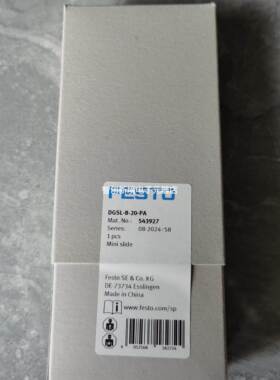 FESTO
DGSL-8-20-PA
Mat. No.: 543927
Series: 08-2024-SB
1 pcs
Mini slide
Festo SE & Co. KG
DE-73734 Esslingen
Made in China
www.festo.com/sp